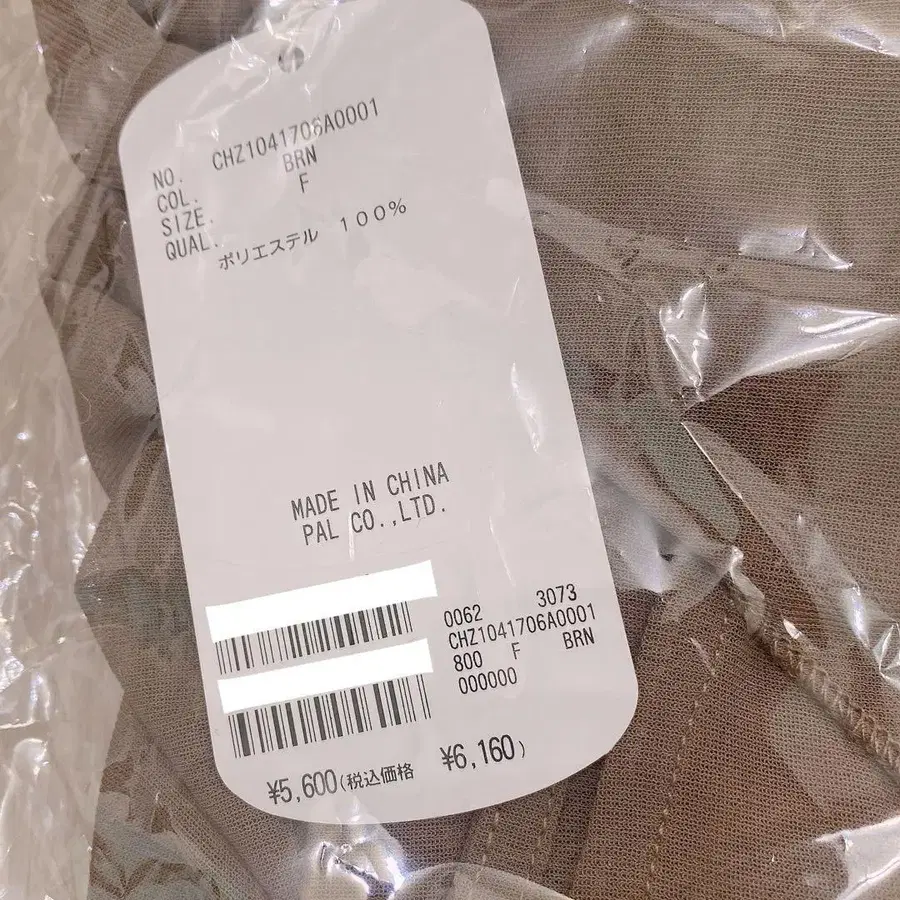 NO. CHZ1041706A0001
COL. BRN
SIZE. F
QUAL. ポリエステル 100%
MADE IN CHINA
PAL CO.,LTD.
0062 3073
CHZ1041706A0001
800 F BRN
000000
¥5,600(税込価格 ¥6,160)